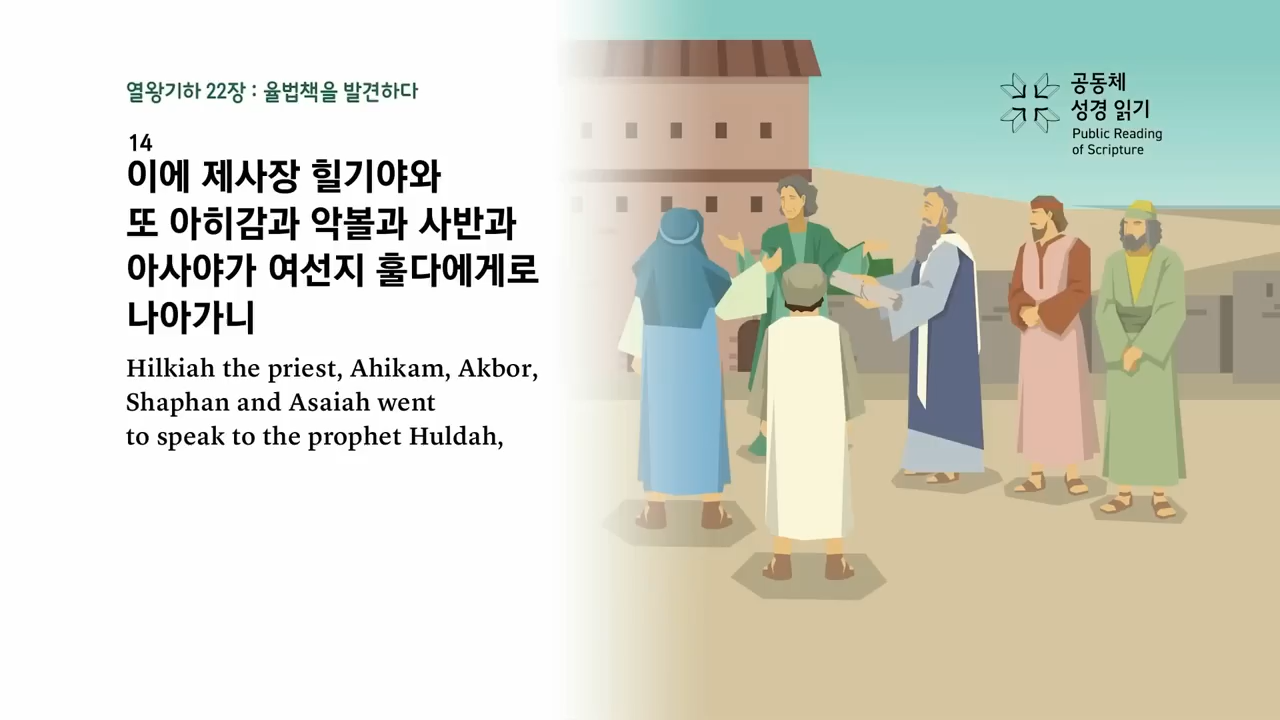 열왕기하 22장 : 율법책을 발견하다
14
이에 제사장 힐기야와
또 아히감과 악볼과 사반과
아사야가 여선지 훌다에게로
나아가니
Hilkiah the priest, Ahikam, Akbor,
Shaphan and Asaiah went
to speak to the prophet Huldah,
공동체
성경 읽기
Public Reading
of Scripture